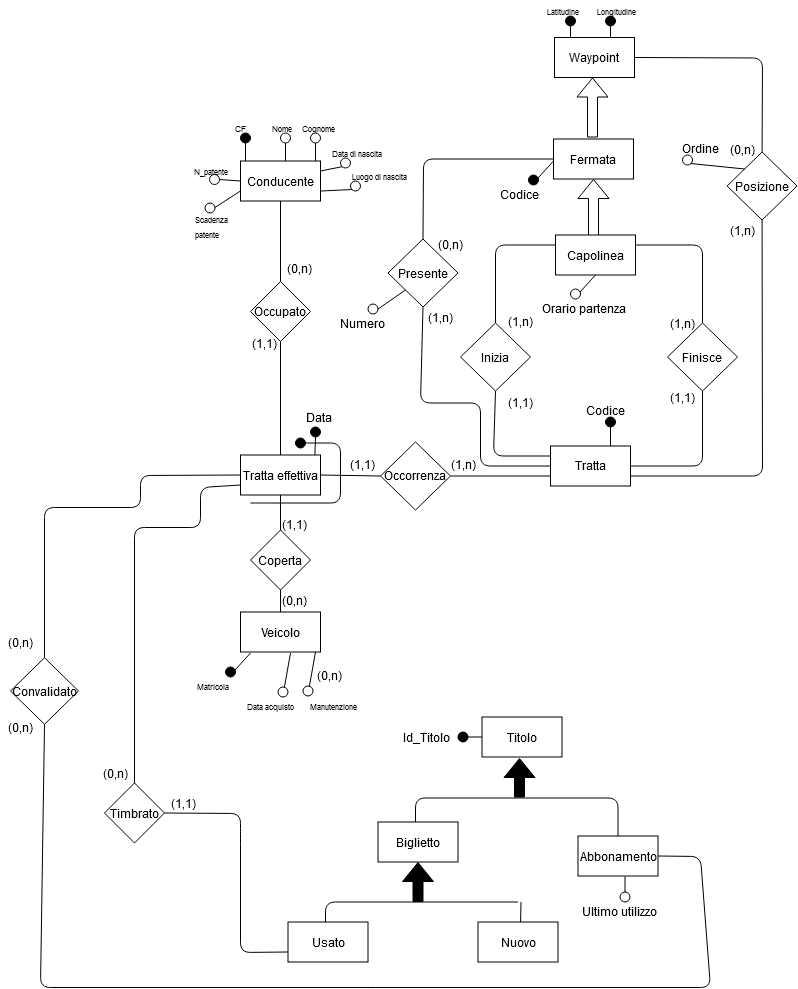 Latitudine
Longitudine
Waypoint
CF
Nome
Cognome
Data di nascita
N_patente
Conducente
Luogo di nascita
Scadenza
patente
Fermata
Codice
Ordine
(0,n)
Posizione
(1,n)
(0,n)
Presente
Numero
(1,n)
Capolinea
Orario partenza
(0,n)
Occupato
(1,1)
(1,n)
Inizia
(1,1)
(1,n)
Finisce
(1,1)
Data
Codice
Tratta effettiva
(1,1)
Occorrenza
(1,n)
Tratta
(1,1)
Coperta
(0,n)
Veicolo
Matricola
Data acquisto
(0,n)
Manutenzione
(0,n)
Convalidato
(0,n)
Id_Titolo
Titolo
(0,n)
Timbrato
(1,1)
Biglietto
Abbonamento
Ultimo utilizzo
Usato
Nuovo